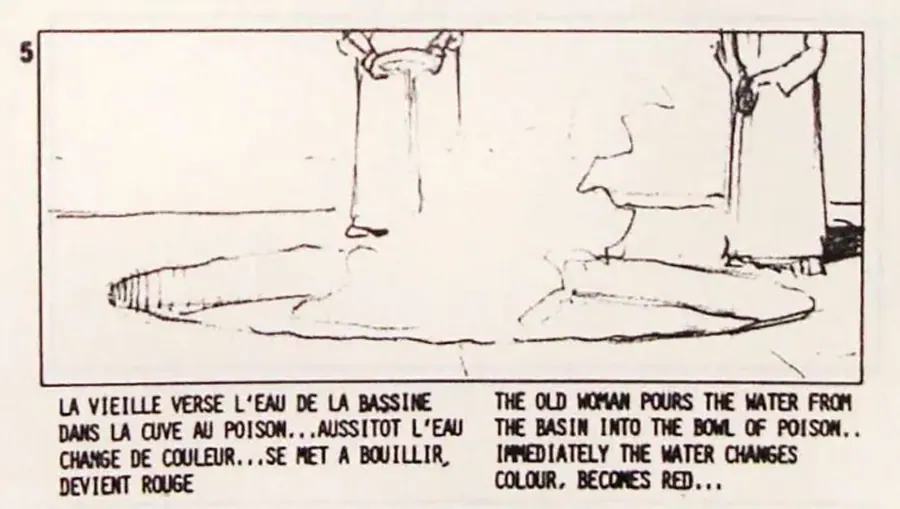 5
LA VIEILLE VERSE L'EAU DE LA BASSINE
DANS LA CUVE AU POISON...AUSSITOT L'EAU
CHANGE DE COULEUR...SE MET A BOUILLIR,
DEVIENT ROUGE
THE OLD WOMAN POURS THE WATER FROM
THE BASIN INTO THE BOWL OF POISON..
IMMEDIATELY THE WATER CHANGES
COLOUR, BECOMES RED...